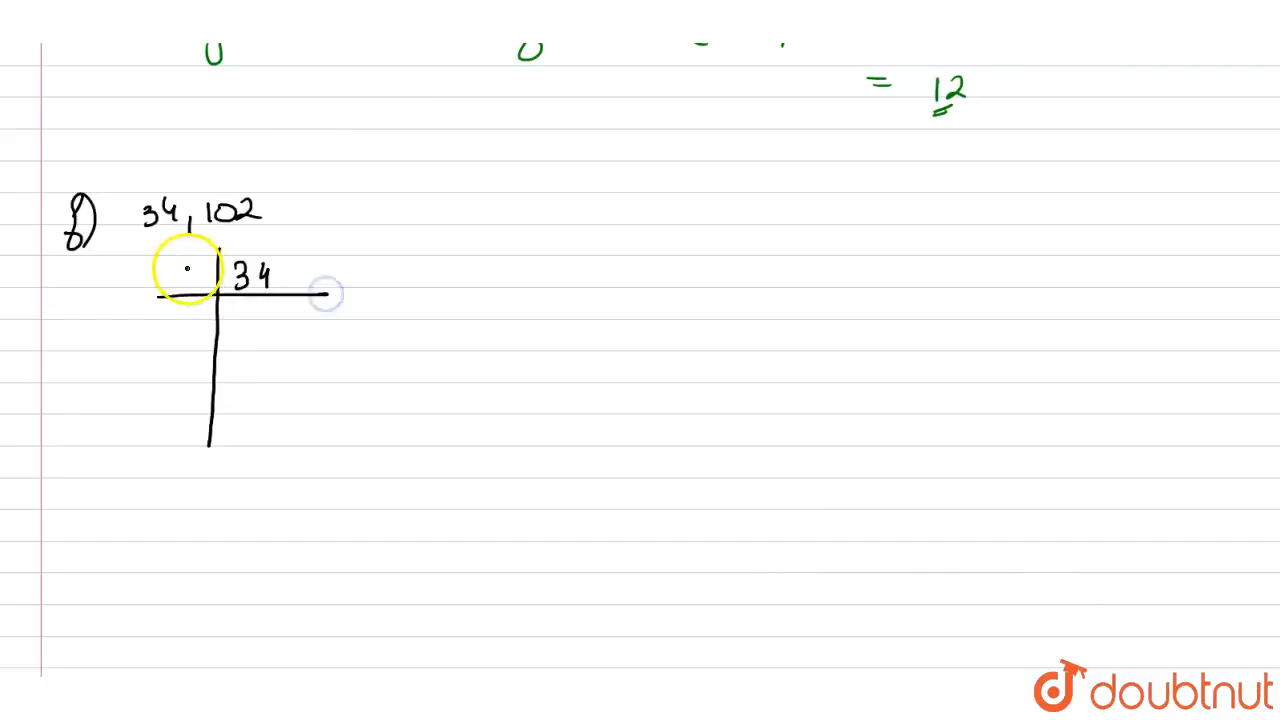 = 12
f) 34, 102
34
doubtnut